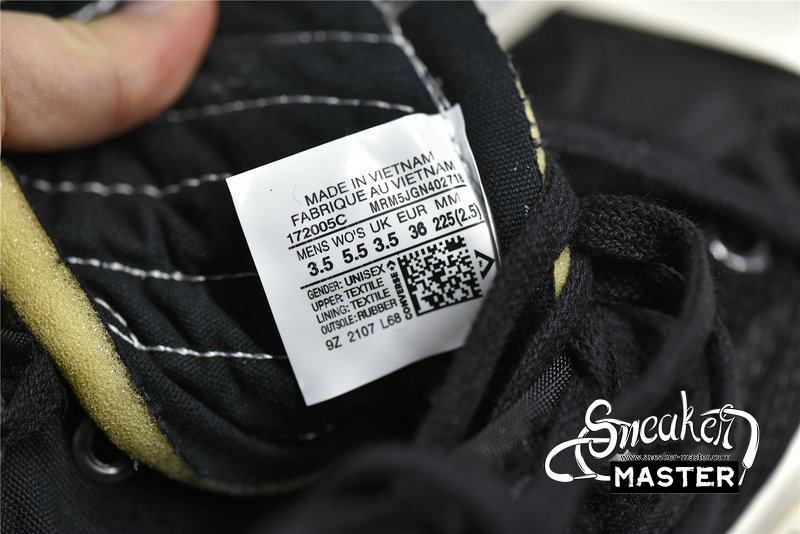 MADE IN VIETNAM
FABRIQUE AU VIETNAM
172005C MRM5JGN40271R
MENS WO'S UK EUR MM
3.5 5.5 3.5 36 225(2.5)
GENDER: UNISEX
UPPER: TEXTILE
LINING: TEXTILE
OUTSOLE: RUBBER
CONVERSE
9Z 2107 L68
Sneaker
www.sneaker-master.com
MASTER